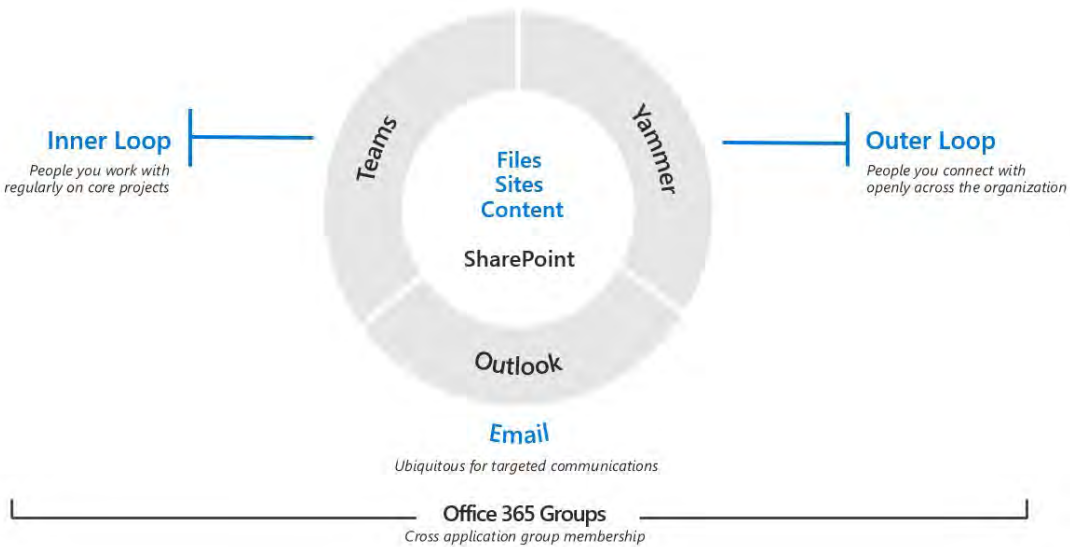 Teams
Yammer
Inner Loop
People you work with
regularly on core projects
Files
Sites
Content
SharePoint
Outer Loop
People you connect with
openly across the organization
Outlook
Email
Ubiquitous for targeted communications
Office 365 Groups
Cross application group membership